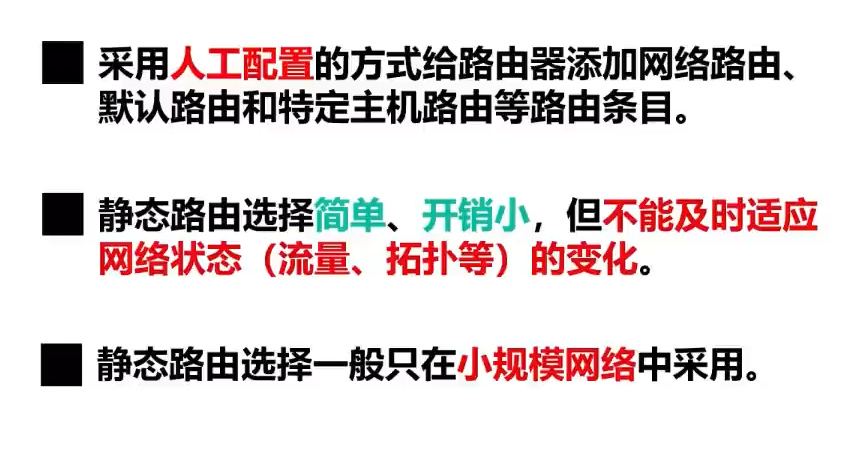 采用人工配置的方式给路由器添加网络路由、
默认路由和特定主机路由等路由条目。
静态路由选择简单、开销小，但不能及时适应
网络状态（流量、拓扑等）的变化。
静态路由选择一般只在小规模网络中采用。